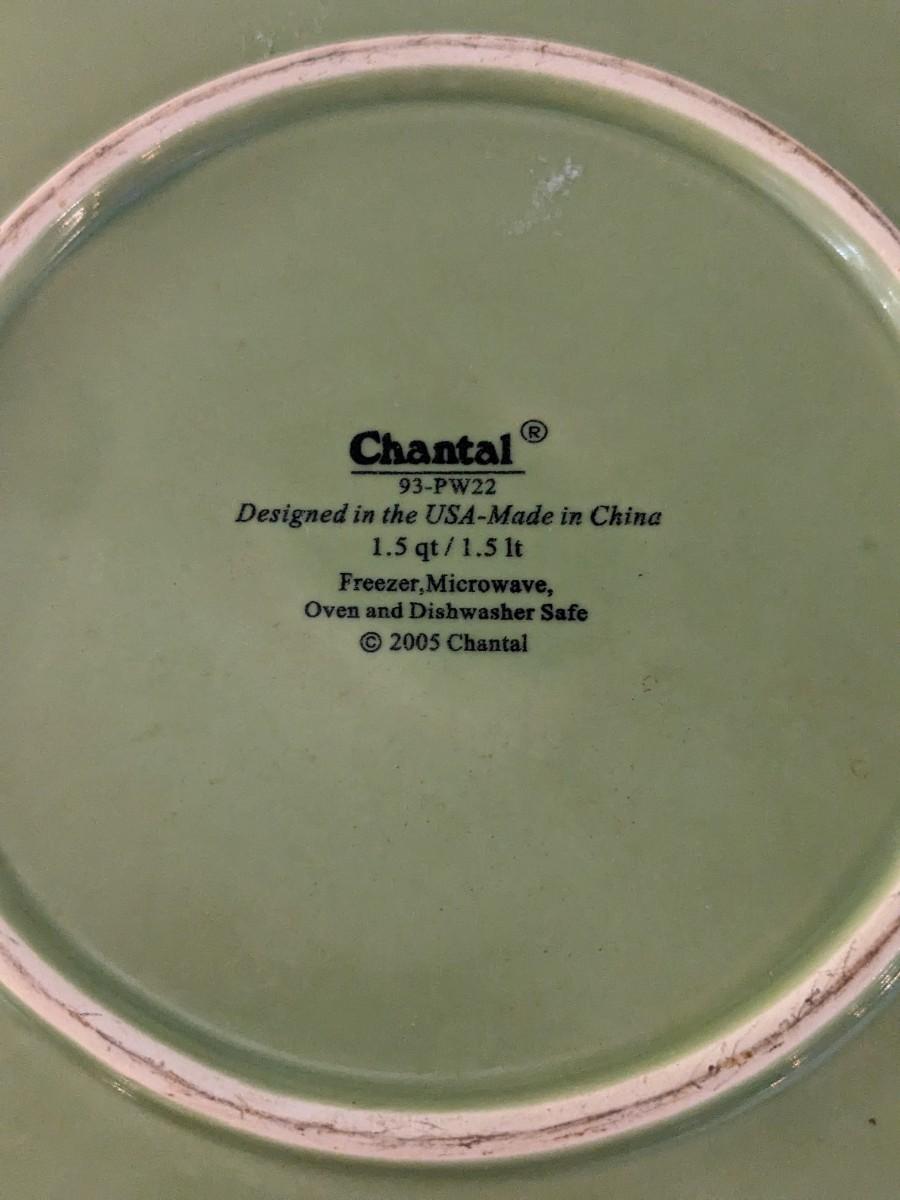 Chantal ®
93-PW22
Designed in the USA-Made in China
1.5 qt / 1.5 lt
Freezer,Microwave,
Oven and Dishwasher Safe
© 2005 Chantal